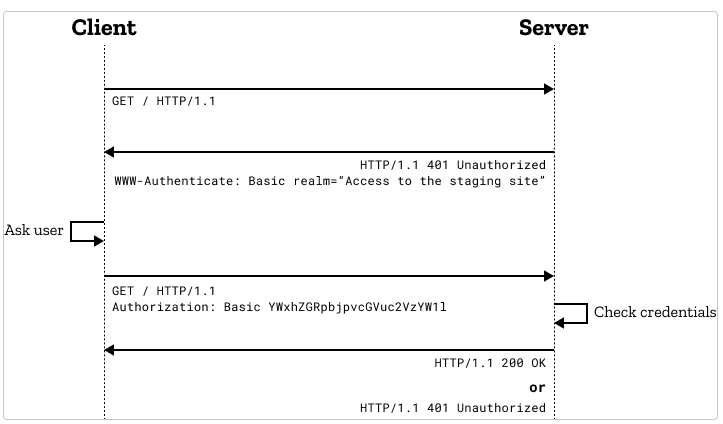 Client
Server
GET / HTTP/1.1
HTTP/1.1 401 Unauthorized
WWW-Authenticate: Basic realm=“Access to the staging site”
Ask user
GET / HTTP/1.1
Authorization: Basic YWxhZGRpbjpvcGVuc2VzYW1l
Check credentials
HTTP/1.1 200 OK
or
HTTP/1.1 401 Unauthorized